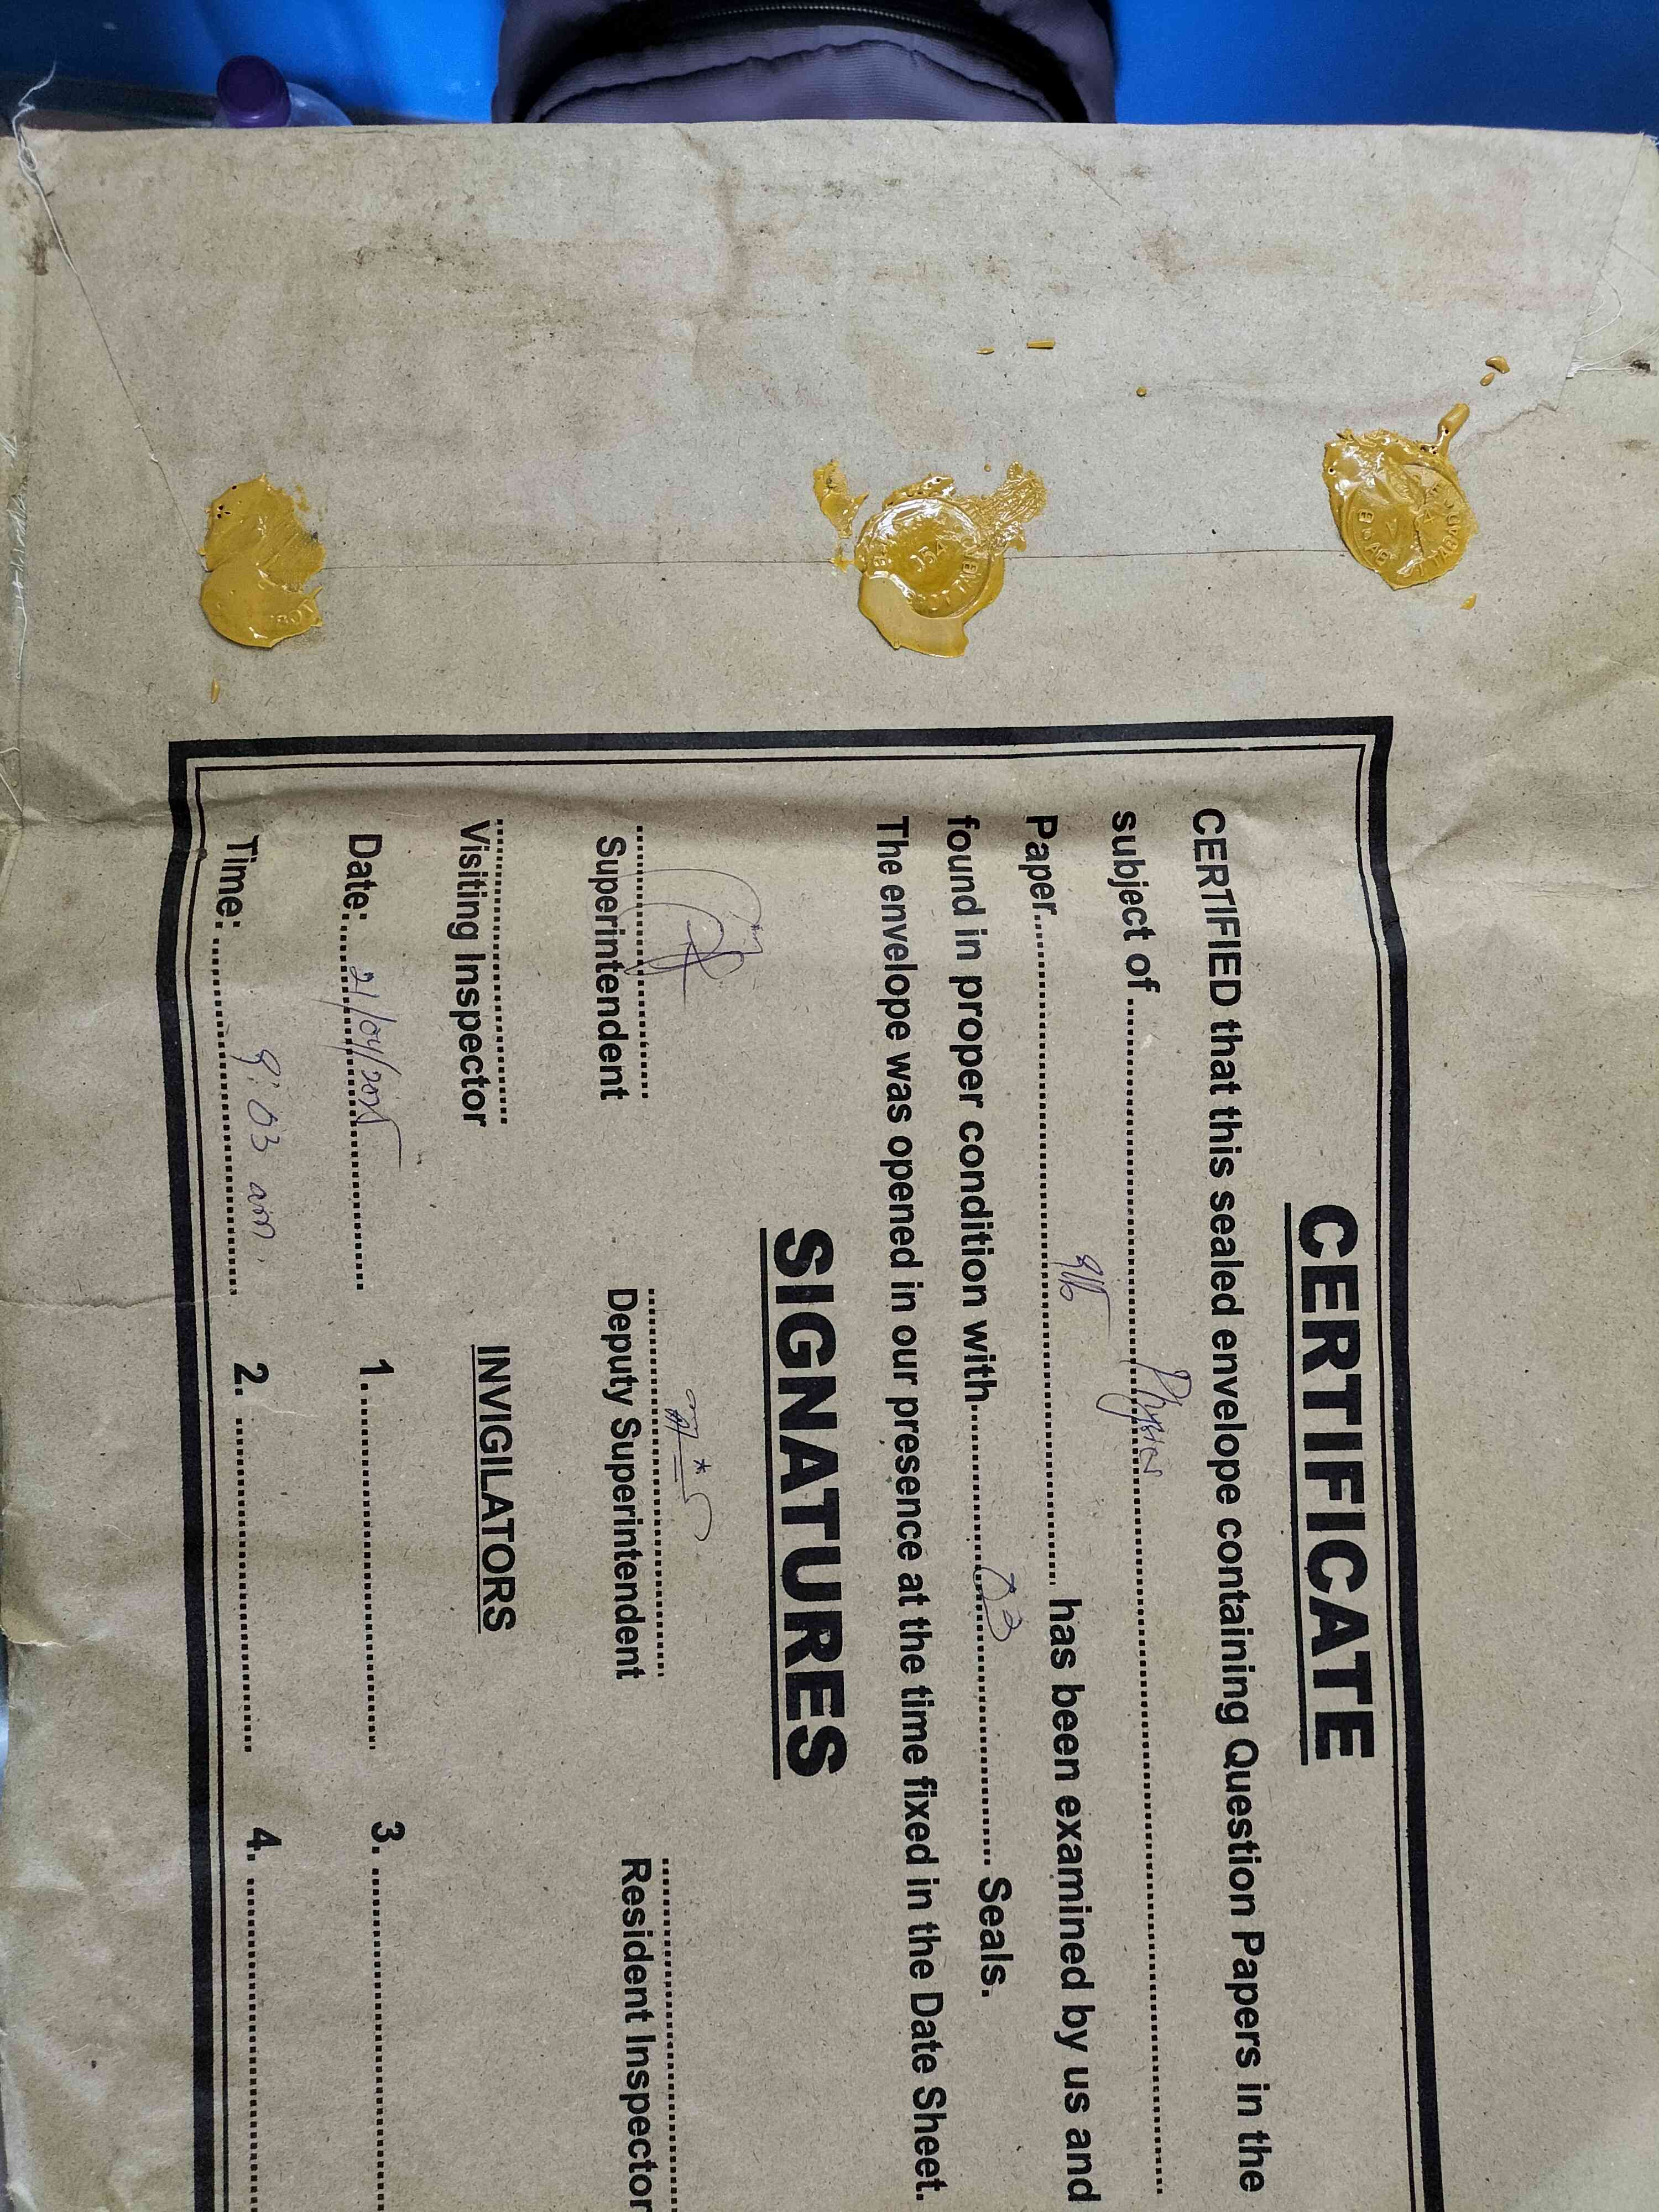 CERTIFICATE
CERTIFIED that this sealed envelope containing Question Papers in the
subject of .......... Physics ..........
Paper.......... 9th .......... has been examined by us and
found in proper condition with.......... 03 .......... Seals.
The envelope was opened in our presence at the time fixed in the Date Sheet.
SIGNATURES
Superintendent Deputy Superintendent Resident Inspector
Visiting Inspector INVIGILATORS
Date: 21/04/2025 1. 3.
Time: 9:03 am. 2. 4.